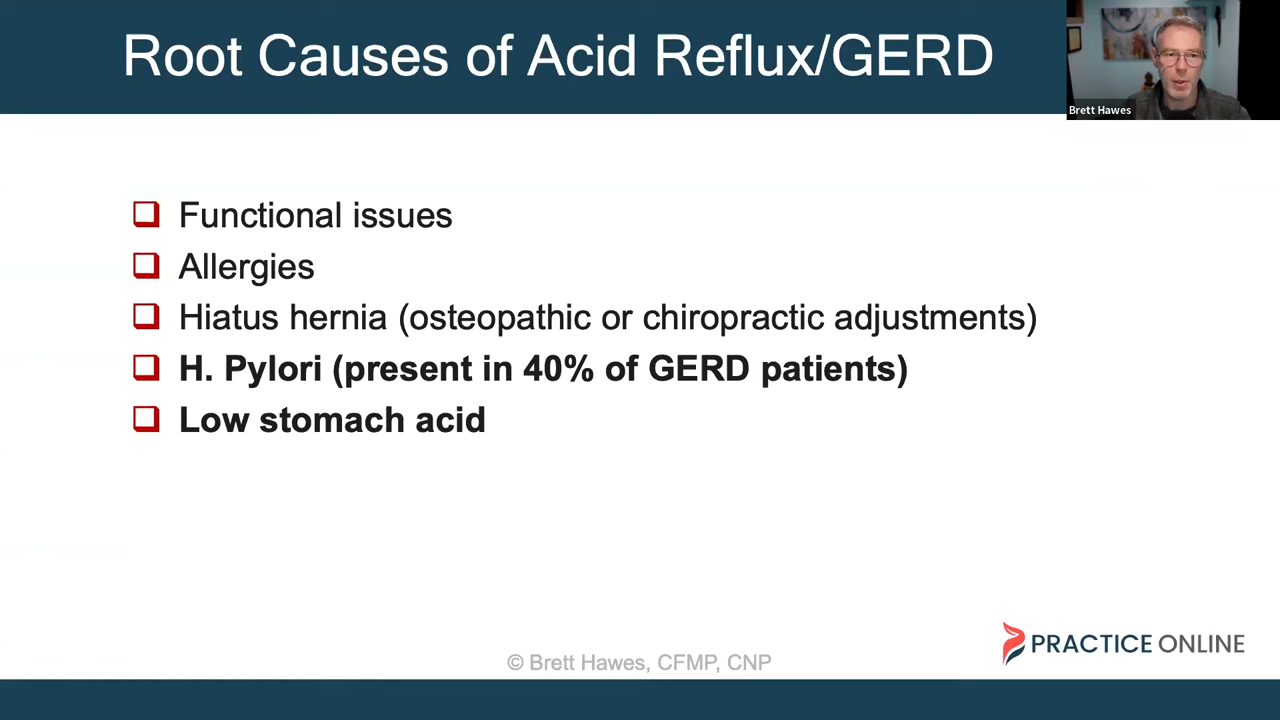 Root Causes of Acid Reflux/GERD
Brett Hawes
Functional issues
Allergies
Hiatus hernia (osteopathic or chiropractic adjustments)
H. Pylori (present in 40% of GERD patients)
Low stomach acid
PRACTICE ONLINE
© Brett Hawes, CFMP, CNP